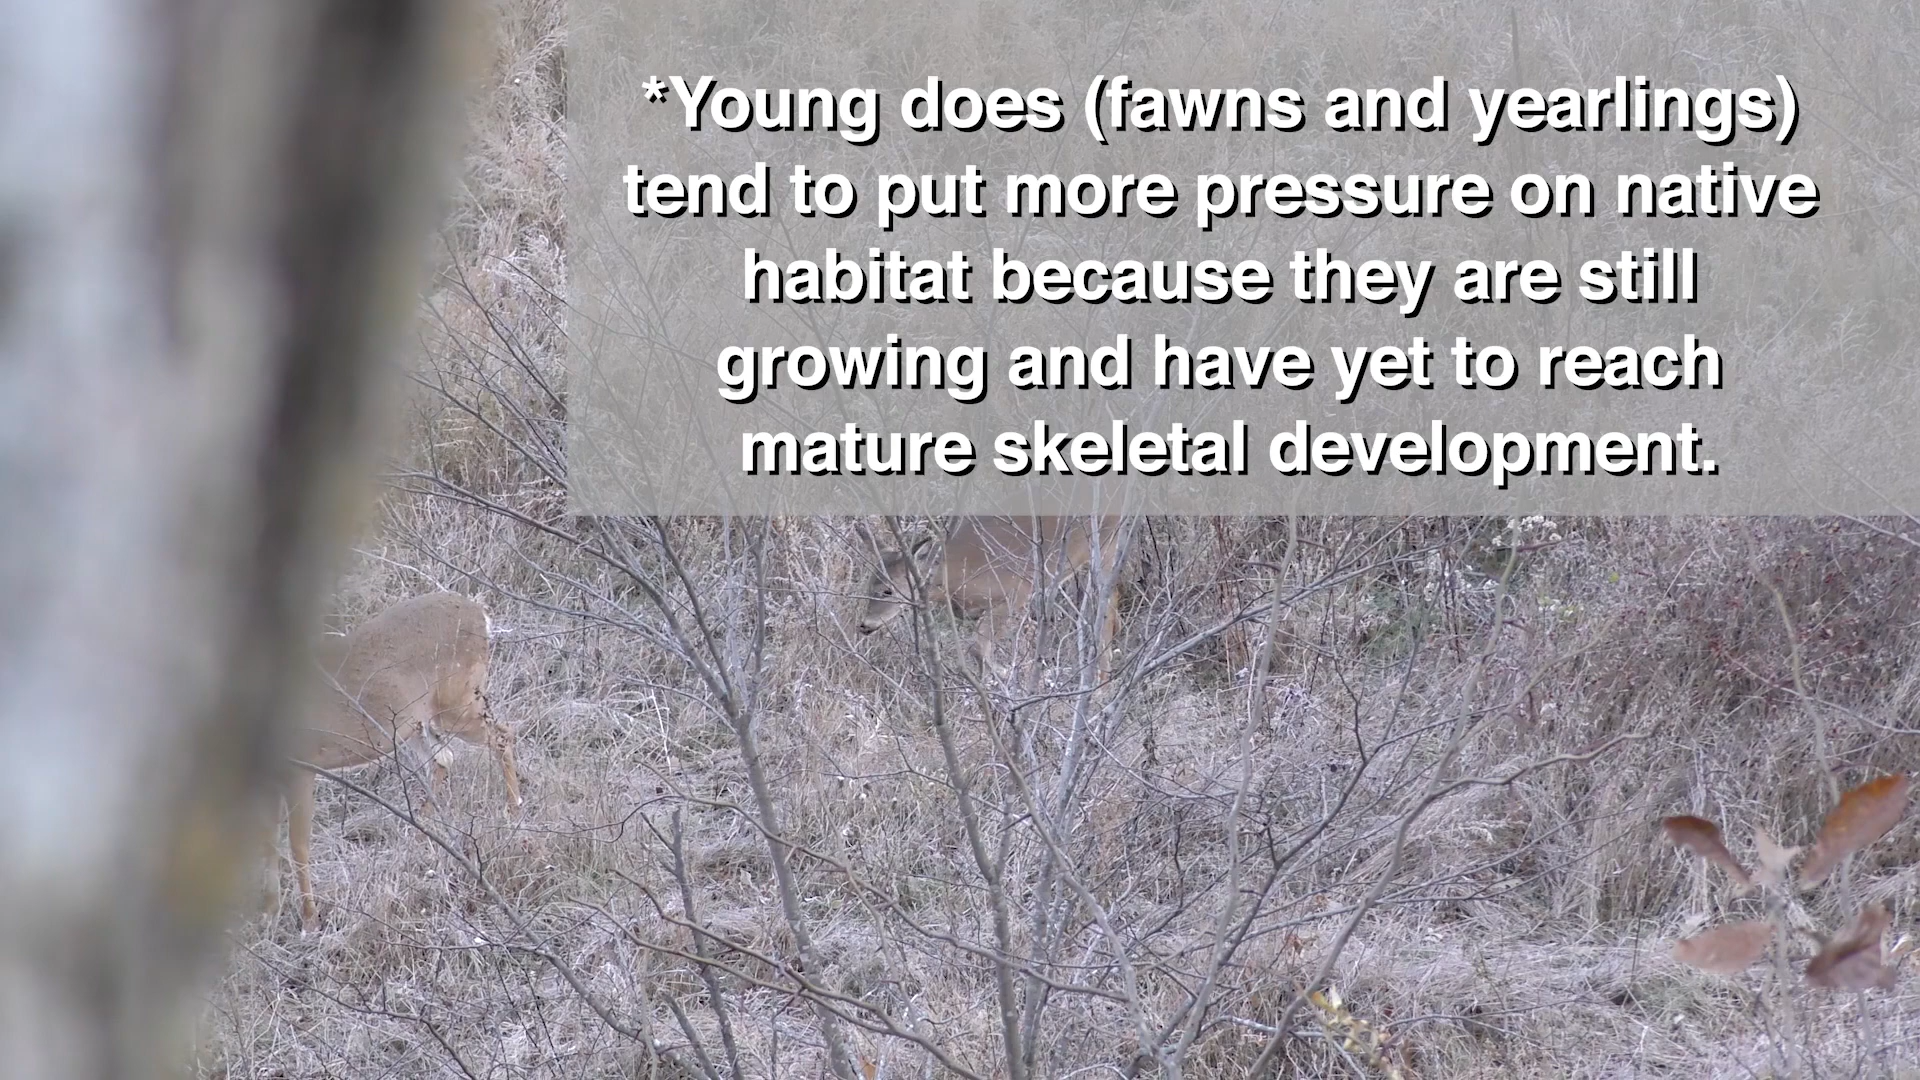 *Young does (fawns and yearlings)
tend to put more pressure on native
habitat because they are still
growing and have yet to reach
mature skeletal development.